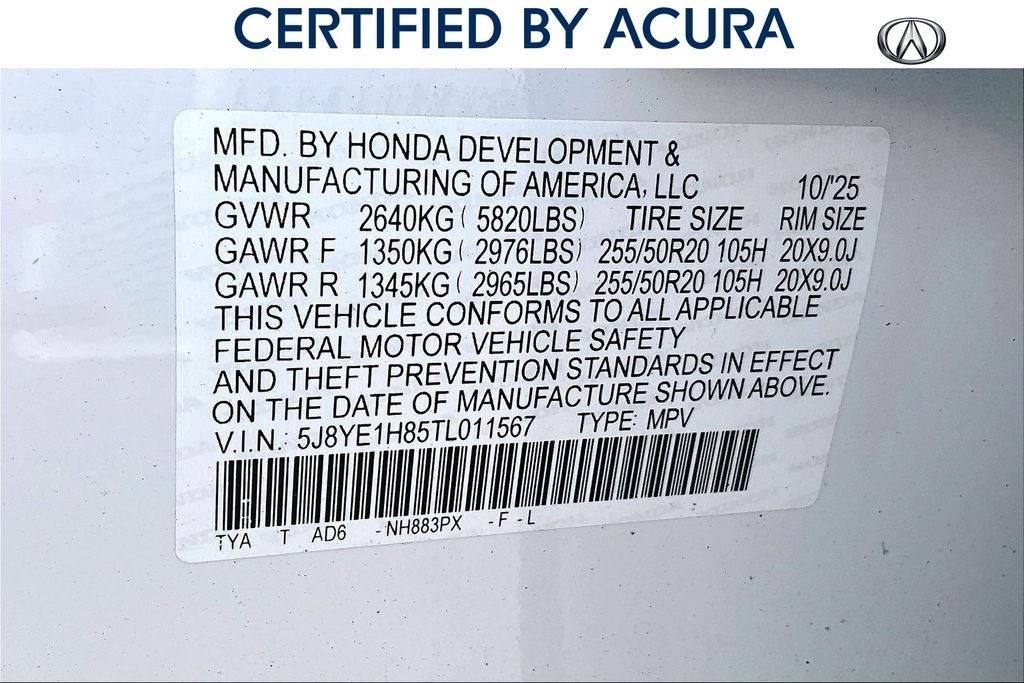 CERTIFIED BY ACURA
MFD. BY HONDA DEVELOPMENT &
MANUFACTURING OF AMERICA, LLC 10/'25
GVWR 2640KG ( 5820LBS) TIRE SIZE RIM SIZE
GAWR F 1350KG ( 2976LBS) 255/50R20 105H 20X9.0J
GAWR R 1345KG ( 2965LBS) 255/50R20 105H 20X9.0J
THIS VEHICLE CONFORMS TO ALL APPLICABLE
FEDERAL MOTOR VEHICLE SAFETY
AND THEFT PREVENTION STANDARDS IN EFFECT
ON THE DATE OF MANUFACTURE SHOWN ABOVE.
V.I.N.: 5J8YE1H85TL011567 TYPE: MPV
TYA T AD6 - NH883PX - F - L